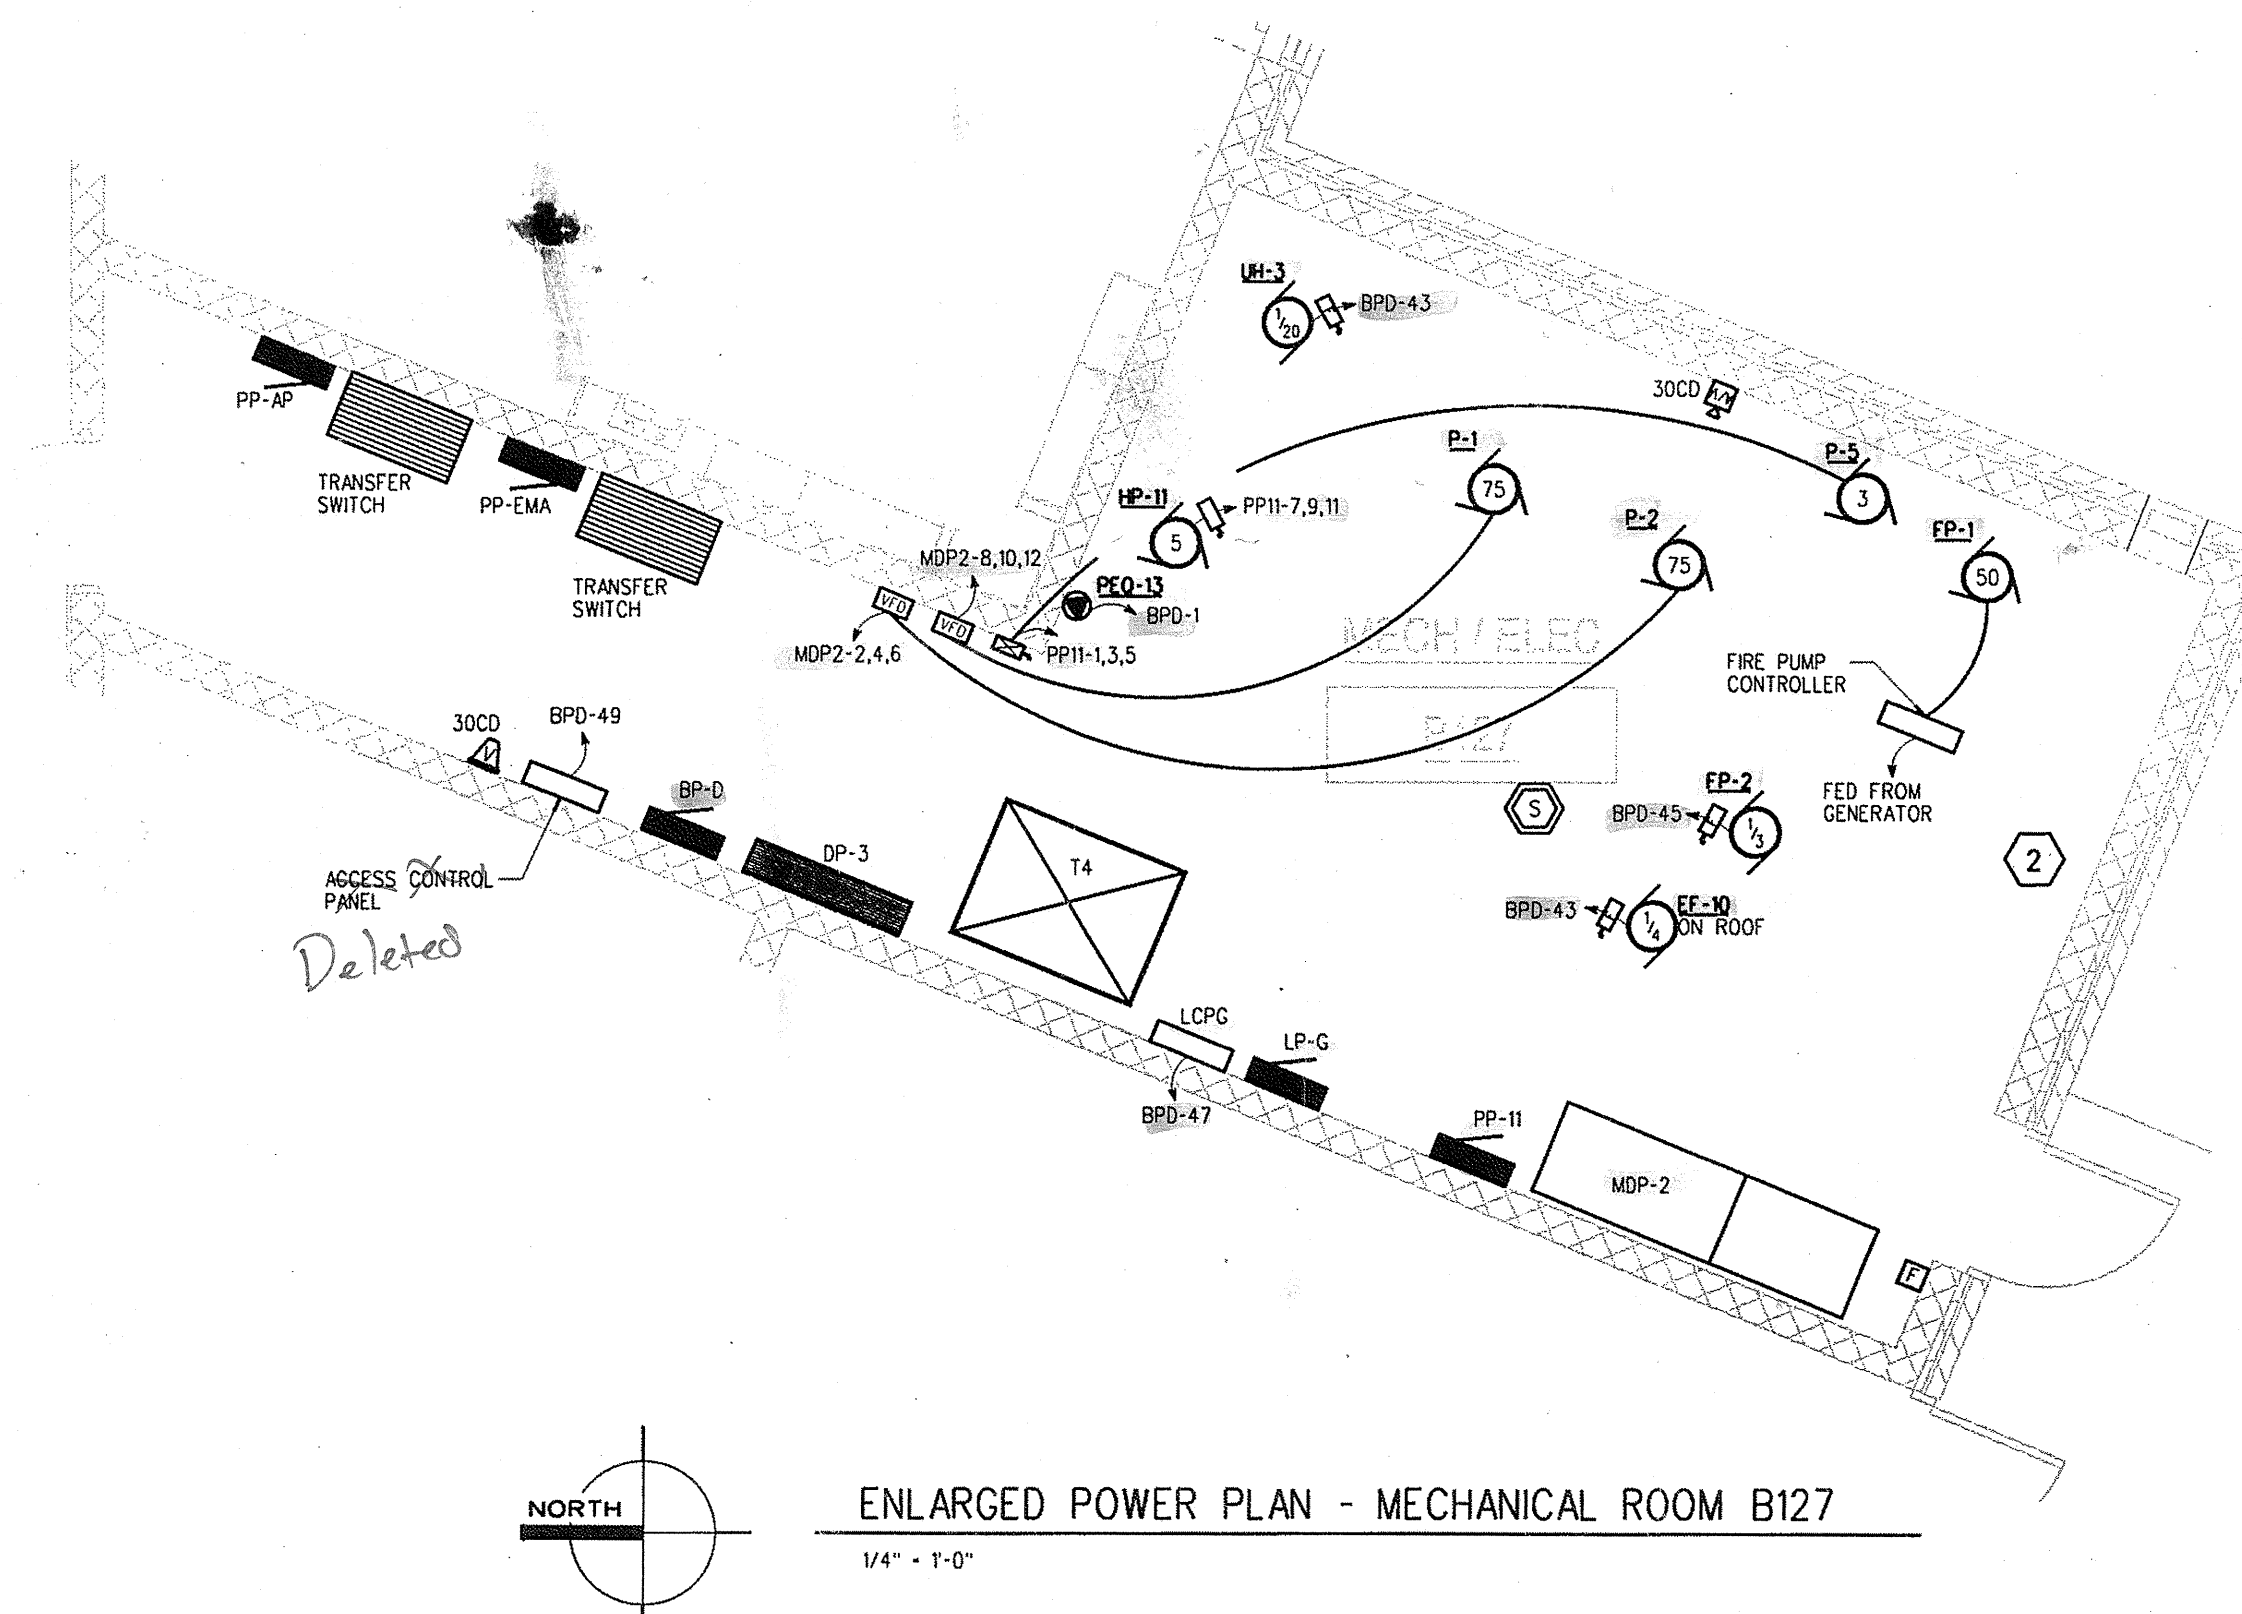 UH-3
1/20
BPD-43
30CD
PP-AP
TRANSFER
SWITCH
PP-EMA
TRANSFER
SWITCH
P-1
75
P-5
3
HP-11
5
PP11-7,9,11
P-2
75
FP-1
50
MDP2-8,10,12
PEQ-13
BPD-1
VFD
VFD
MDP2-2,4,6
PP11-1,3,5
MECH / ELEC
B127
FIRE PUMP
CONTROLLER
FED FROM
GENERATOR
30CD
BPD-49
BP-D
ACCESS CONTROL
PANEL
Deleted
DP-3
T4
S
FP-2
BPD-45
1/3
2
BPD-43
1/4
EF-10
ON ROOF
LCPG
LP-G
BPD-47
PP-11
MDP-2
F
NORTH
ENLARGED POWER PLAN - MECHANICAL ROOM B127
1/4" = 1'-0"